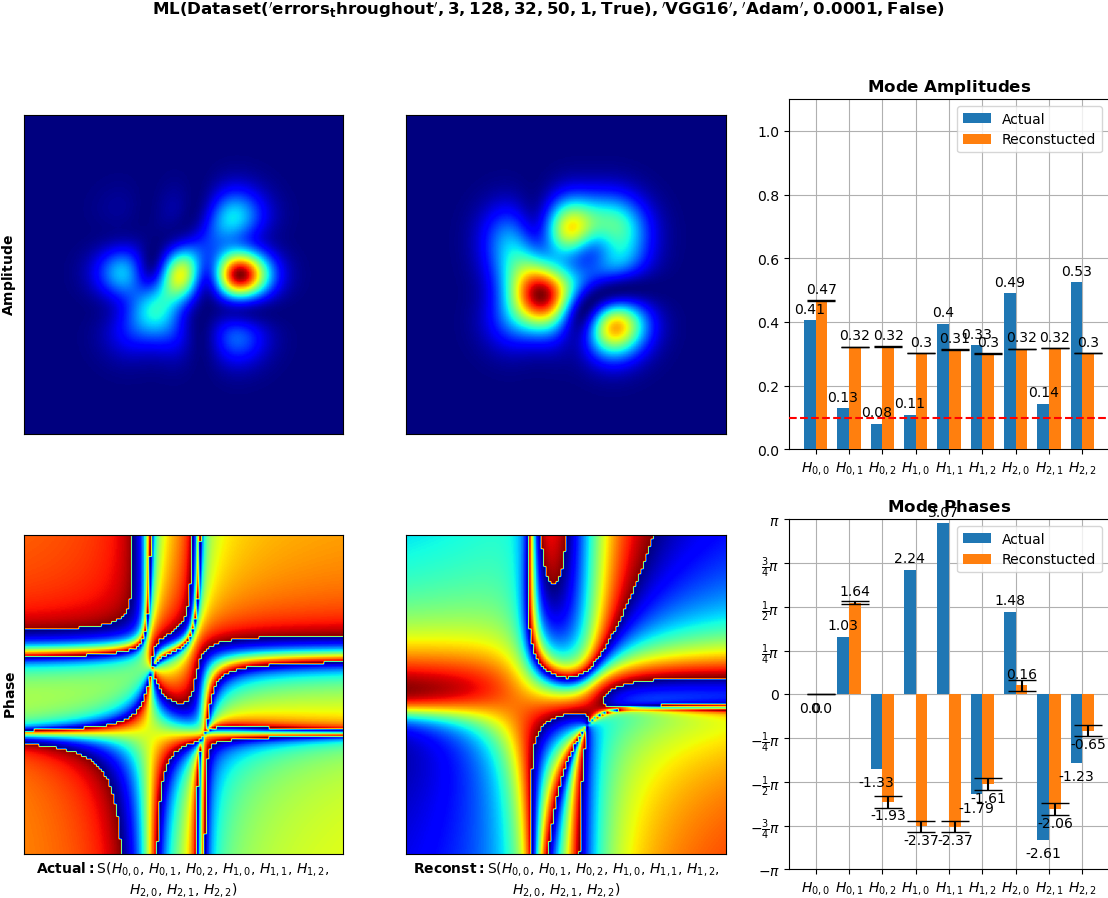 ML(Dataset('errors_throughout', 3, 128, 32, 50, 1, True), 'VGG16', 'Adam', 0.0001, False)
Amplitude
Mode Amplitudes
Actual
Reconstucted
1.0
0.8
0.6
0.4
0.2
0.0
0.41
0.47
0.13
0.32
0.08
0.32
0.11
0.3
0.4
0.31
0.33
0.3
0.49
0.32
0.14
0.32
0.53
0.3
H0,0 H0,1 H0,2 H1,0 H1,1 H1,2 H2,0 H2,1 H2,2
Phase
Mode Phases
Actual
Reconstucted
π
3/4π
1/2π
1/4π
0
−1/4π
−1/2π
−3/4π
−π
0.0
0.0
1.03
1.64
-1.33
-1.93
2.24
-2.37
3.07
-2.37
-1.79
-1.61
1.48
0.16
-2.61
-2.06
-1.23
-0.65
H0,0 H0,1 H0,2 H1,0 H1,1 H1,2 H2,0 H2,1 H2,2
Actual: S(H0,0, H0,1, H0,2, H1,0, H1,1, H1,2,
H2,0, H2,1, H2,2)
Reconst: S(H0,0, H0,1, H0,2, H1,0, H1,1, H1,2,
H2,0, H2,1, H2,2)